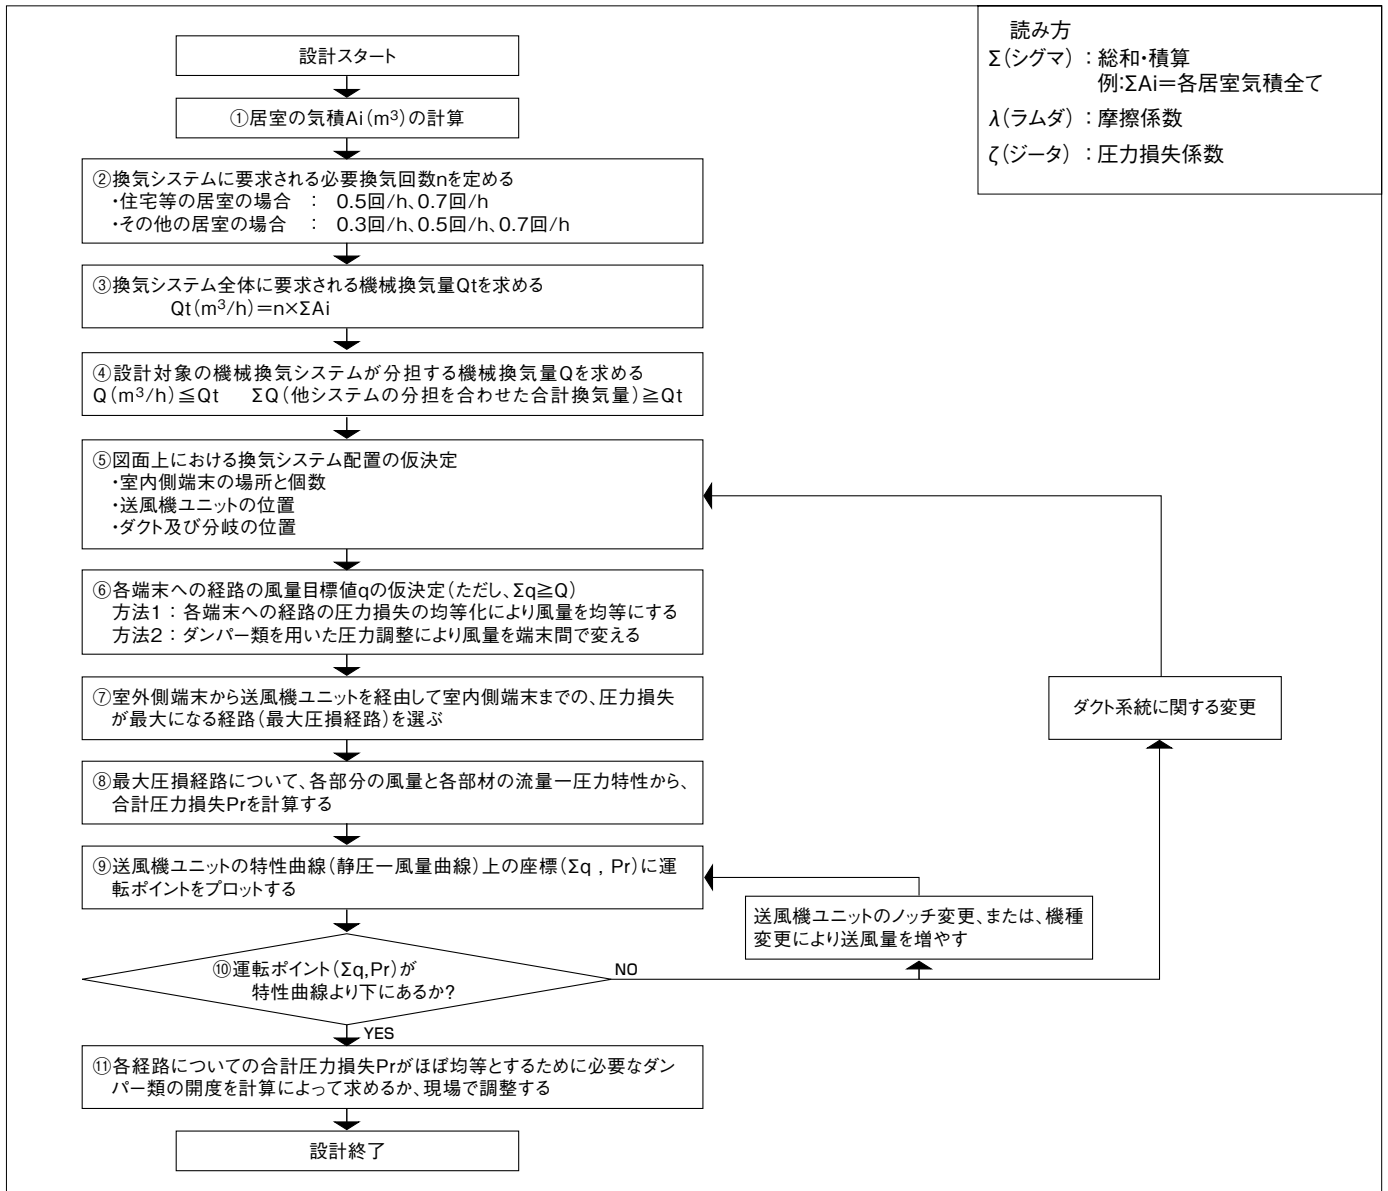 設計スタート
①居室の気積Ai(m³)の計算
②換気システムに要求される必要換気回数nを定める
・住宅等の居室の場合 : 0.5回/h、0.7回/h
・その他の居室の場合 : 0.3回/h、0.5回/h、0.7回/h
③換気システム全体に要求される機械換気量Qtを求める
Qt(m³/h)=n×ΣAi
④設計対象の機械換気システムが分担する機械換気量Qを求める
Q(m³/h)≦Qt ΣQ(他システムの分担を合わせた合計換気量)≧Qt
⑤図面上における換気システム配置の仮決定
・室内側端末の場所と個数
・送風機ユニットの位置
・ダクト及び分岐の位置
⑥各端末への経路の風量目標値qの仮決定(ただし、Σq≧Q)
方法1:各端末への経路の圧力損失の均等化により風量を均等にする
方法2:ダンパー類を用いた圧力調整により風量を端末間で変える
⑦室外側端末から送風機ユニットを経由して室内側端末までの、圧力損失
が最大になる経路(最大圧損経路)を選ぶ
⑧最大圧損経路について、各部分の風量と各部材の流量ー圧力特性から、
合計圧力損失Prを計算する
⑨送風機ユニットの特性曲線(静圧ー風量曲線)上の座標(Σq , Pr)に運
転ポイントをプロットする
⑩運転ポイント(Σq,Pr)が
特性曲線より下にあるか?
NO
YES
⑪各経路についての合計圧力損失Prがほぼ均等とするために必要なダン
パー類の開度を計算によって求めるか、現場で調整する
設計終了
送風機ユニットのノッチ変更、または、機種
変更により送風量を増やす
ダクト系統に関する変更
読み方
Σ(シグマ) : 総和・積算
例:ΣAi=各居室気積全て
λ(ラムダ) : 摩擦係数
ζ(ジータ) : 圧力損失係数